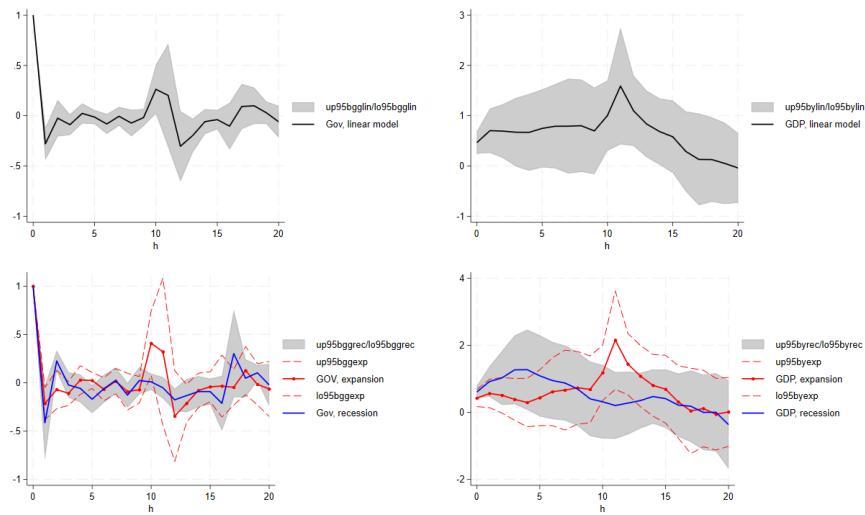 1
.5
0
-.5
-1
0
5
10
15
20
h
up95bgglin/lo95bgglin
Gov, linear model
3
2
1
0
-1
0
5
10
15
20
h
up95bylin/lo95bylin
GDP, linear model
1
.5
0
-.5
-1
0
5
10
15
20
h
up95bggrec/lo95bggrec
up95bggexp
GOV, expansion
lo95bggexp
Gov, recession
4
2
0
-2
0
5
10
15
20
h
up95byrec/lo95byrec
up95byexp
GDP, expansion
lo95byexp
GDP, recession